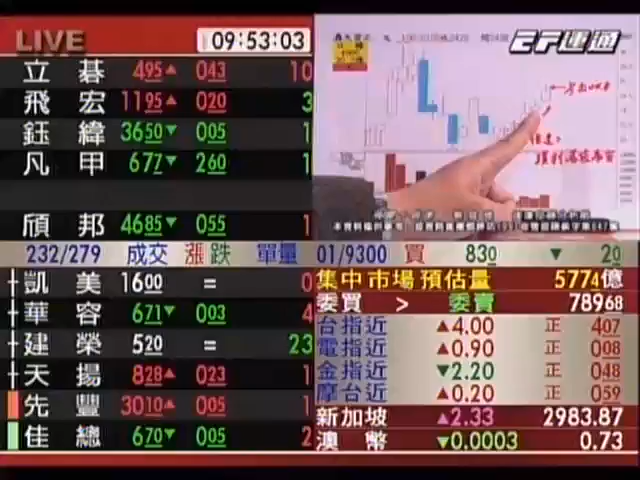 LIVE 09:53:03
EF運通
立碁 495▲ 043 10
飛宏 1195▲ 020 3
鈺緯 3650▼ 005 1
凡甲 677▼ 260 1
頎邦 4685▼ 055 1
232/279 成交 漲跌 單量
凱美 1600 = 0
華容 671▼ 003 4
建榮 520 = 23
天揚 828▲ 023 1
先豐 3010▲ 005 1
佳總 670▼ 005 2
01/9300 買 830 ▼ 20
集中市場預估量 5774億
委買 > 委賣 78968
台指近 ▲4.00 正 407
電指近 ▲0.90 正 008
金指近 ▼2.20 正 048
摩台近 ▲0.20 正 059
新加坡 ▲2.33 2983.87
澳幣 ▼0.0003 0.73